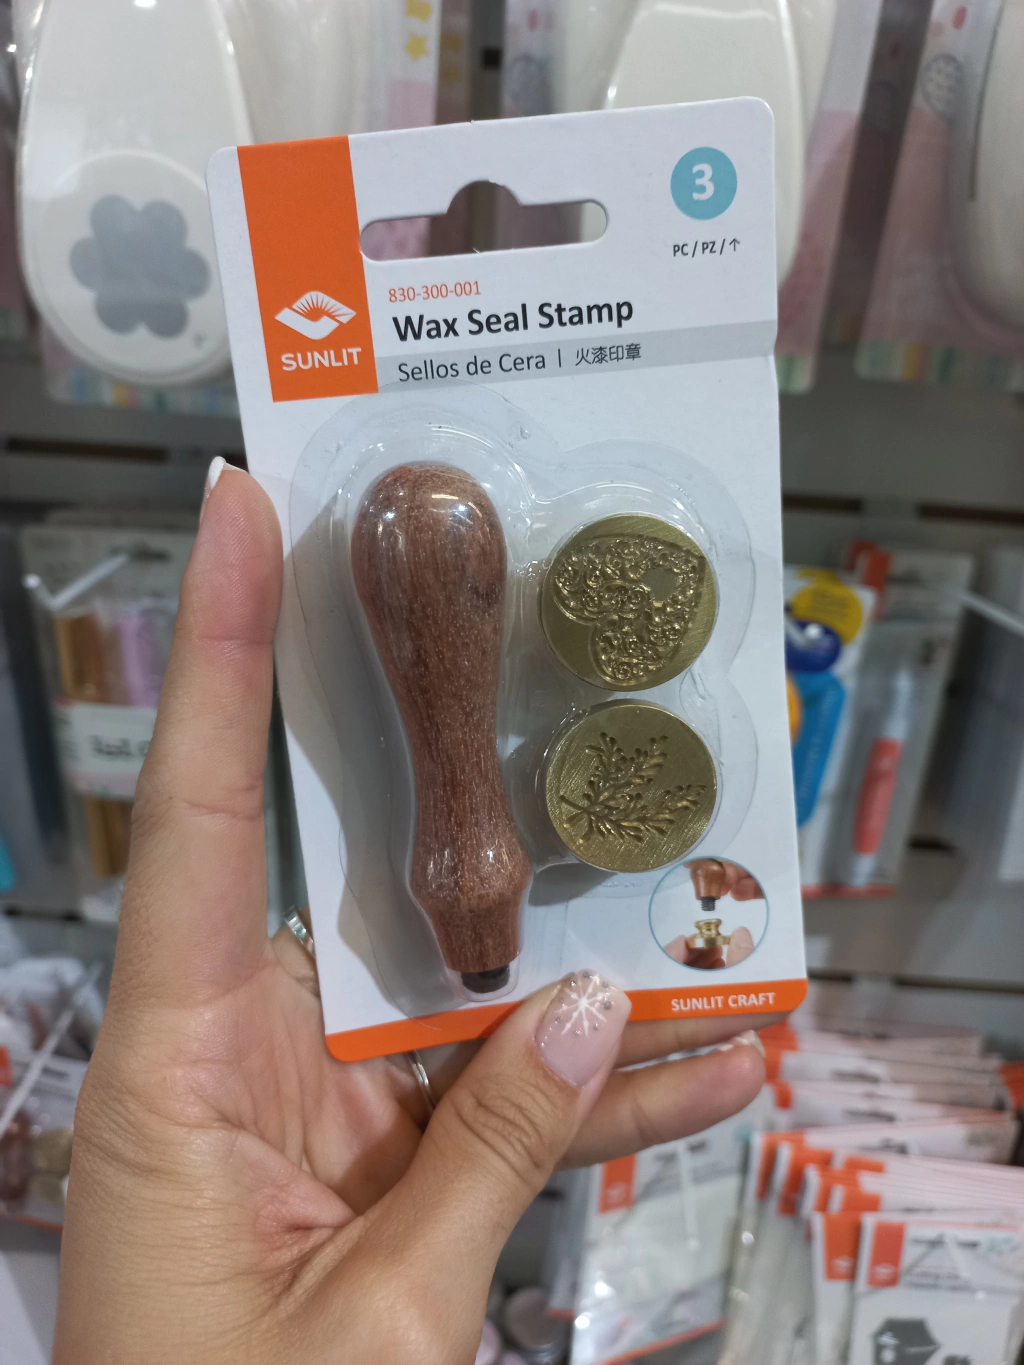 3
PC / PZ / 个
830-300-001
Wax Seal Stamp
Sellos de Cera | 火漆印章
SUNLIT
SUNLIT CRAFT